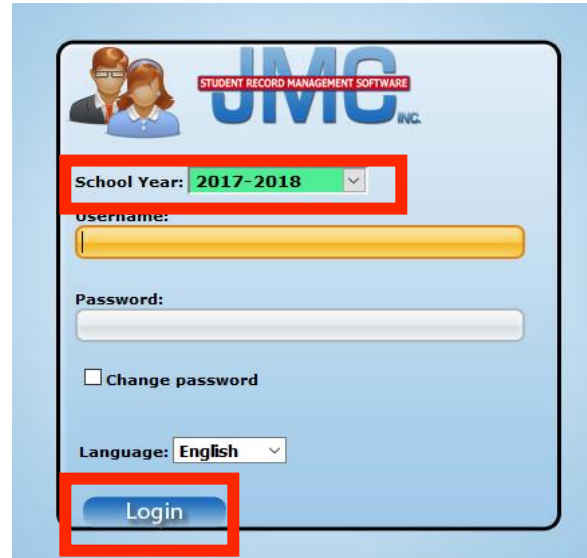 STUDENT RECORD MANAGEMENT SOFTWARE
JMC
INC.
School Year: 2017-2018
Username:
Password:
Change password
Language: English
Login